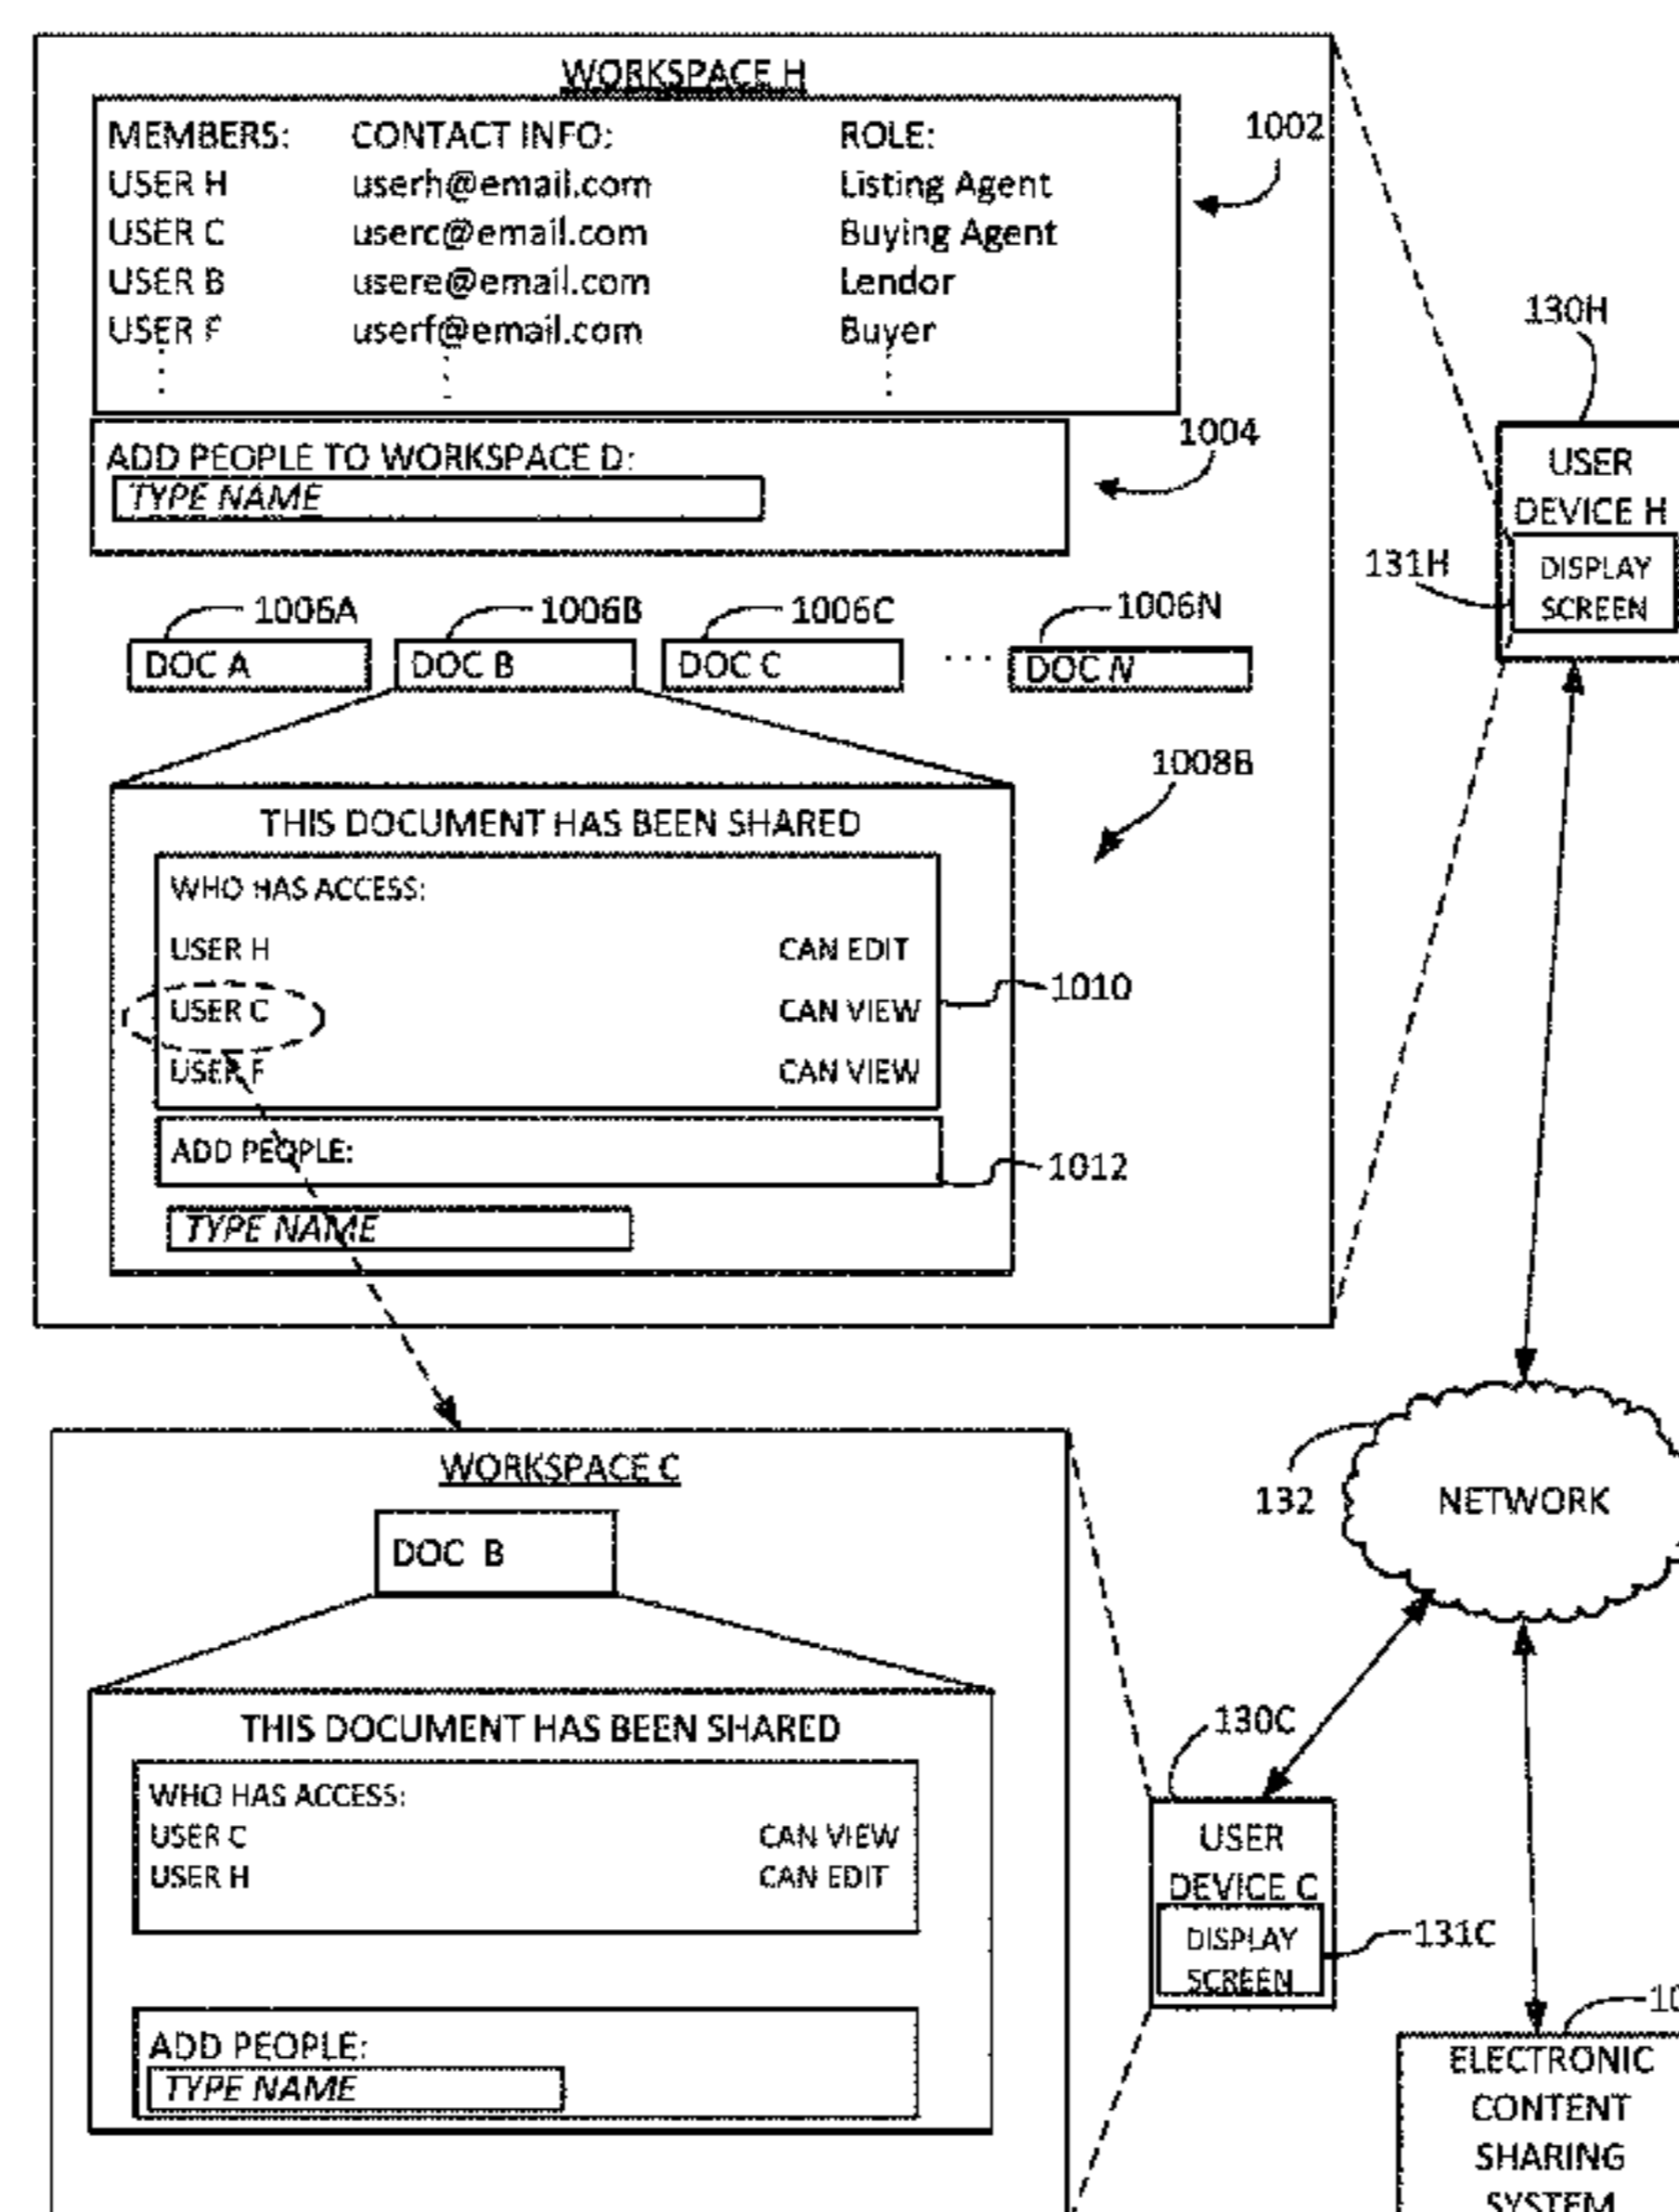 WORKSPACE H
MEMBERS: CONTACT INFO: ROLE:
USER H userh@email.com Listing Agent
USER C userc@email.com Buying Agent
USER B usere@email.com Lendor
USER F userf@email.com Buyer
1002
ADD PEOPLE TO WORKSPACE D:
TYPE NAME
1004
130H
USER
DEVICE H
131H
DISPLAY
SCREEN
1006A 1006B 1006C 1006N
DOC A DOC B DOC C ... DOC N
1008B
THIS DOCUMENT HAS BEEN SHARED
WHO HAS ACCESS:
USER H CAN EDIT
USER C CAN VIEW
1010
USER F CAN VIEW
ADD PEOPLE:
1012
TYPE NAME
132
NETWORK
WORKSPACE C
DOC B
THIS DOCUMENT HAS BEEN SHARED
WHO HAS ACCESS:
USER C CAN VIEW
USER H CAN EDIT
ADD PEOPLE:
TYPE NAME
130C
USER
DEVICE C
DISPLAY
SCREEN
131C
ELECTRONIC
CONTENT
SHARING
SYSTEM